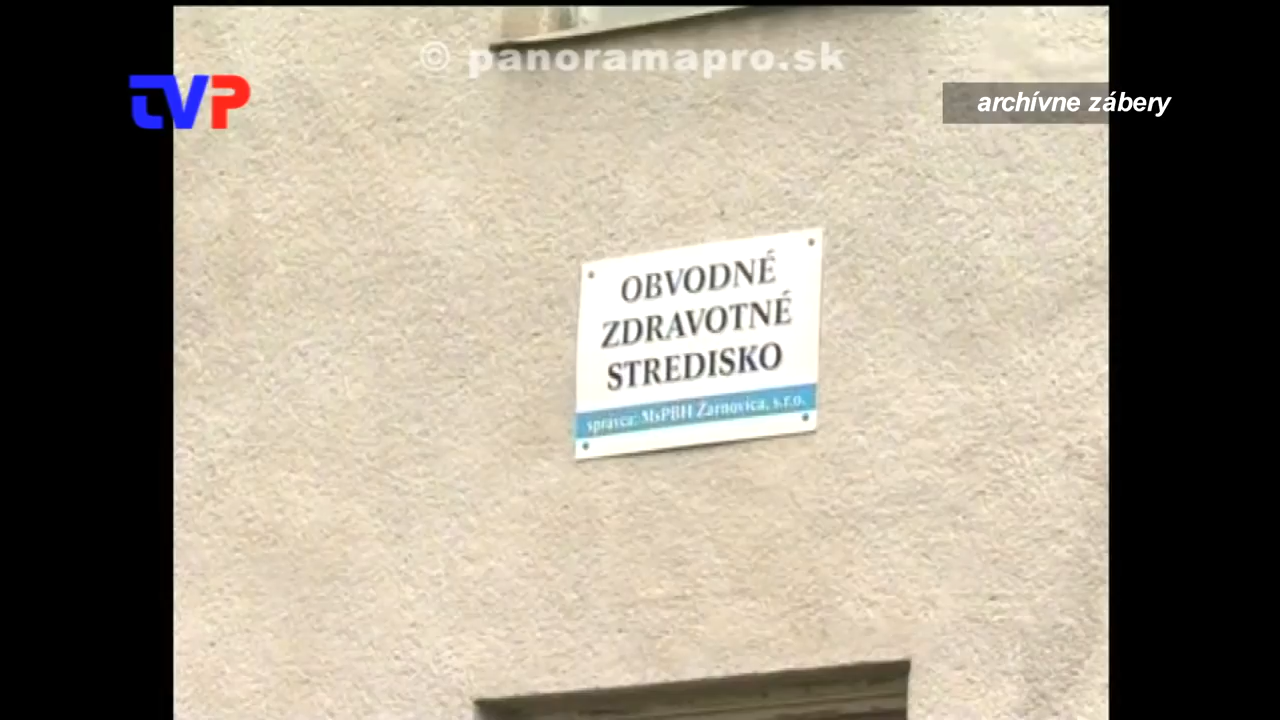 © panoramapro.sk
TVP
archívne zábery
OBVODNÉ
ZDRAVOTNÉ
STREDISKO
správca: MsPBH Žarnovica, s.r.o.